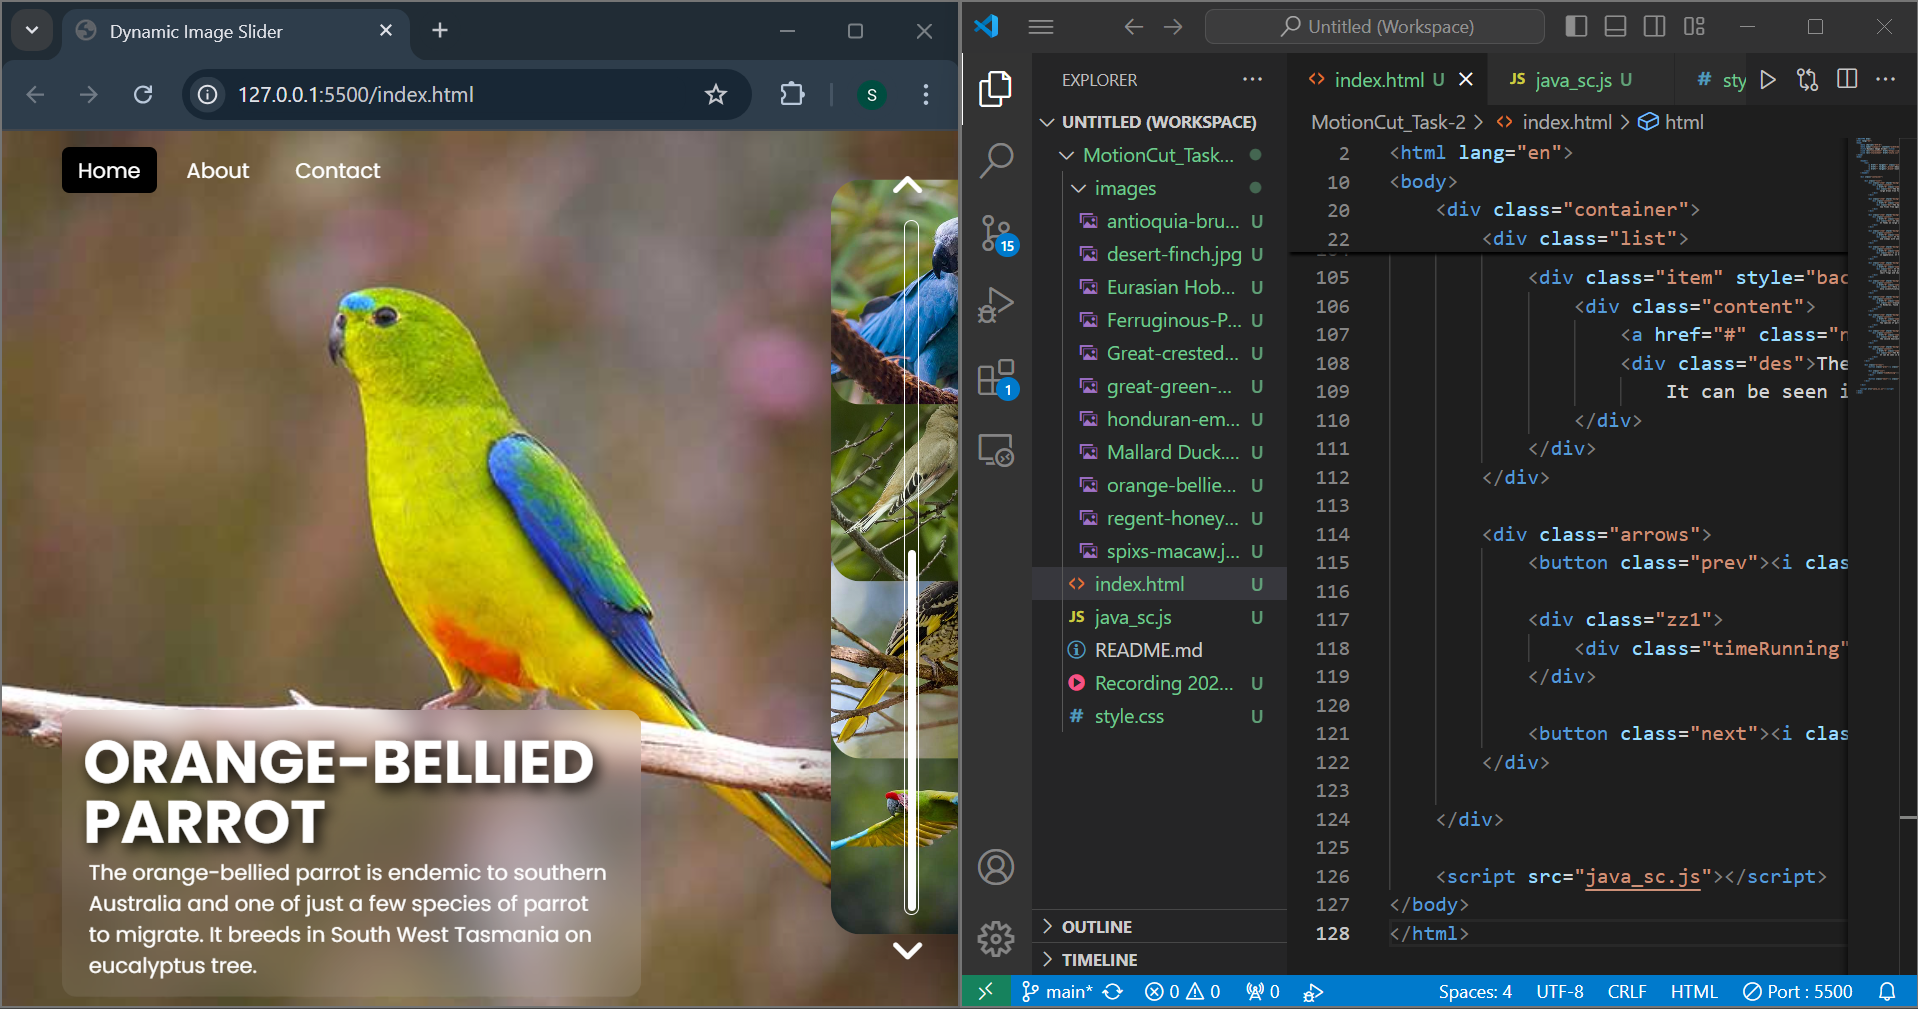 Dynamic Image Slider
127.0.0.1:5500/index.html
S
Home
About
Contact
ORANGE-BELLIED
PARROT
The orange-bellied parrot is endemic to southern
Australia and one of just a few species of parrot
to migrate. It breeds in South West Tasmania on
eucalyptus tree.
Untitled (Workspace)
15
1
EXPLORER
UNTITLED (WORKSPACE)
MotionCut_Task...
images
antioquia-bru... U
desert-finch.jpg U
Eurasian Hob... U
Ferruginous-P... U
Great-crested... U
great-green-... U
honduran-em... U
Mallard Duck.... U
orange-bellie... U
regent-honey... U
spixs-macaw.j... U
index.html U
JS java_sc.js U
README.md
Recording 202... U
# style.css U
OUTLINE
TIMELINE
index.html U
JS java_sc.js U
# sty
MotionCut_Task-2 > index.html > html
2 <html lang="en">
10 <body>
20 <div class="container">
22 <div class="list">
105 <div class="item" style="bac
106 <div class="content">
107 <a href="#" class="n
108 <div class="des">The
109 It can be seen i
110 </div>
111 </div>
112 </div>
113
114 <div class="arrows">
115 <button class="prev"><i clas
116
117 <div class="zz1">
118 <div class="timeRunning"
119 </div>
120
121 <button class="next"><i clas
122 </div>
123
124 </div>
125
126 <script src="java_sc.js"></script>
127 </body>
128 </html>
main* 0 0 0 Spaces: 4 UTF-8 CRLF HTML Port : 5500